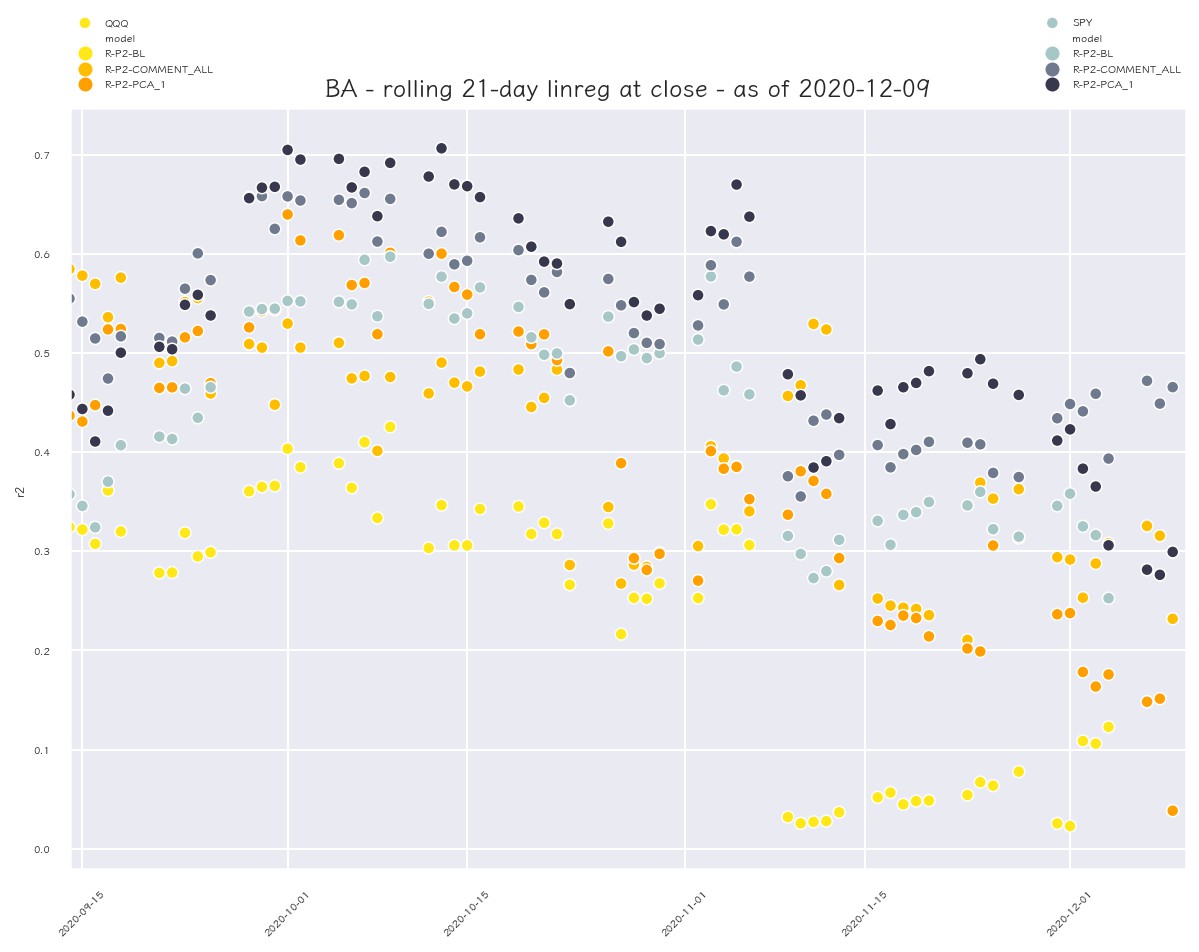 QQQ
model
R-P2-BL
R-P2-COMMENT_ALL
R-P2-PCA_1
SPY
model
R-P2-BL
R-P2-COMMENT_ALL
R-P2-PCA_1
BA - rolling 21-day linreg at close - as of 2020-12-09
0.7
0.6
0.5
0.4
0.3
0.2
0.1
0.0
r2
2020-09-15
2020-10-01
2020-10-15
2020-11-01
2020-11-15
2020-12-01